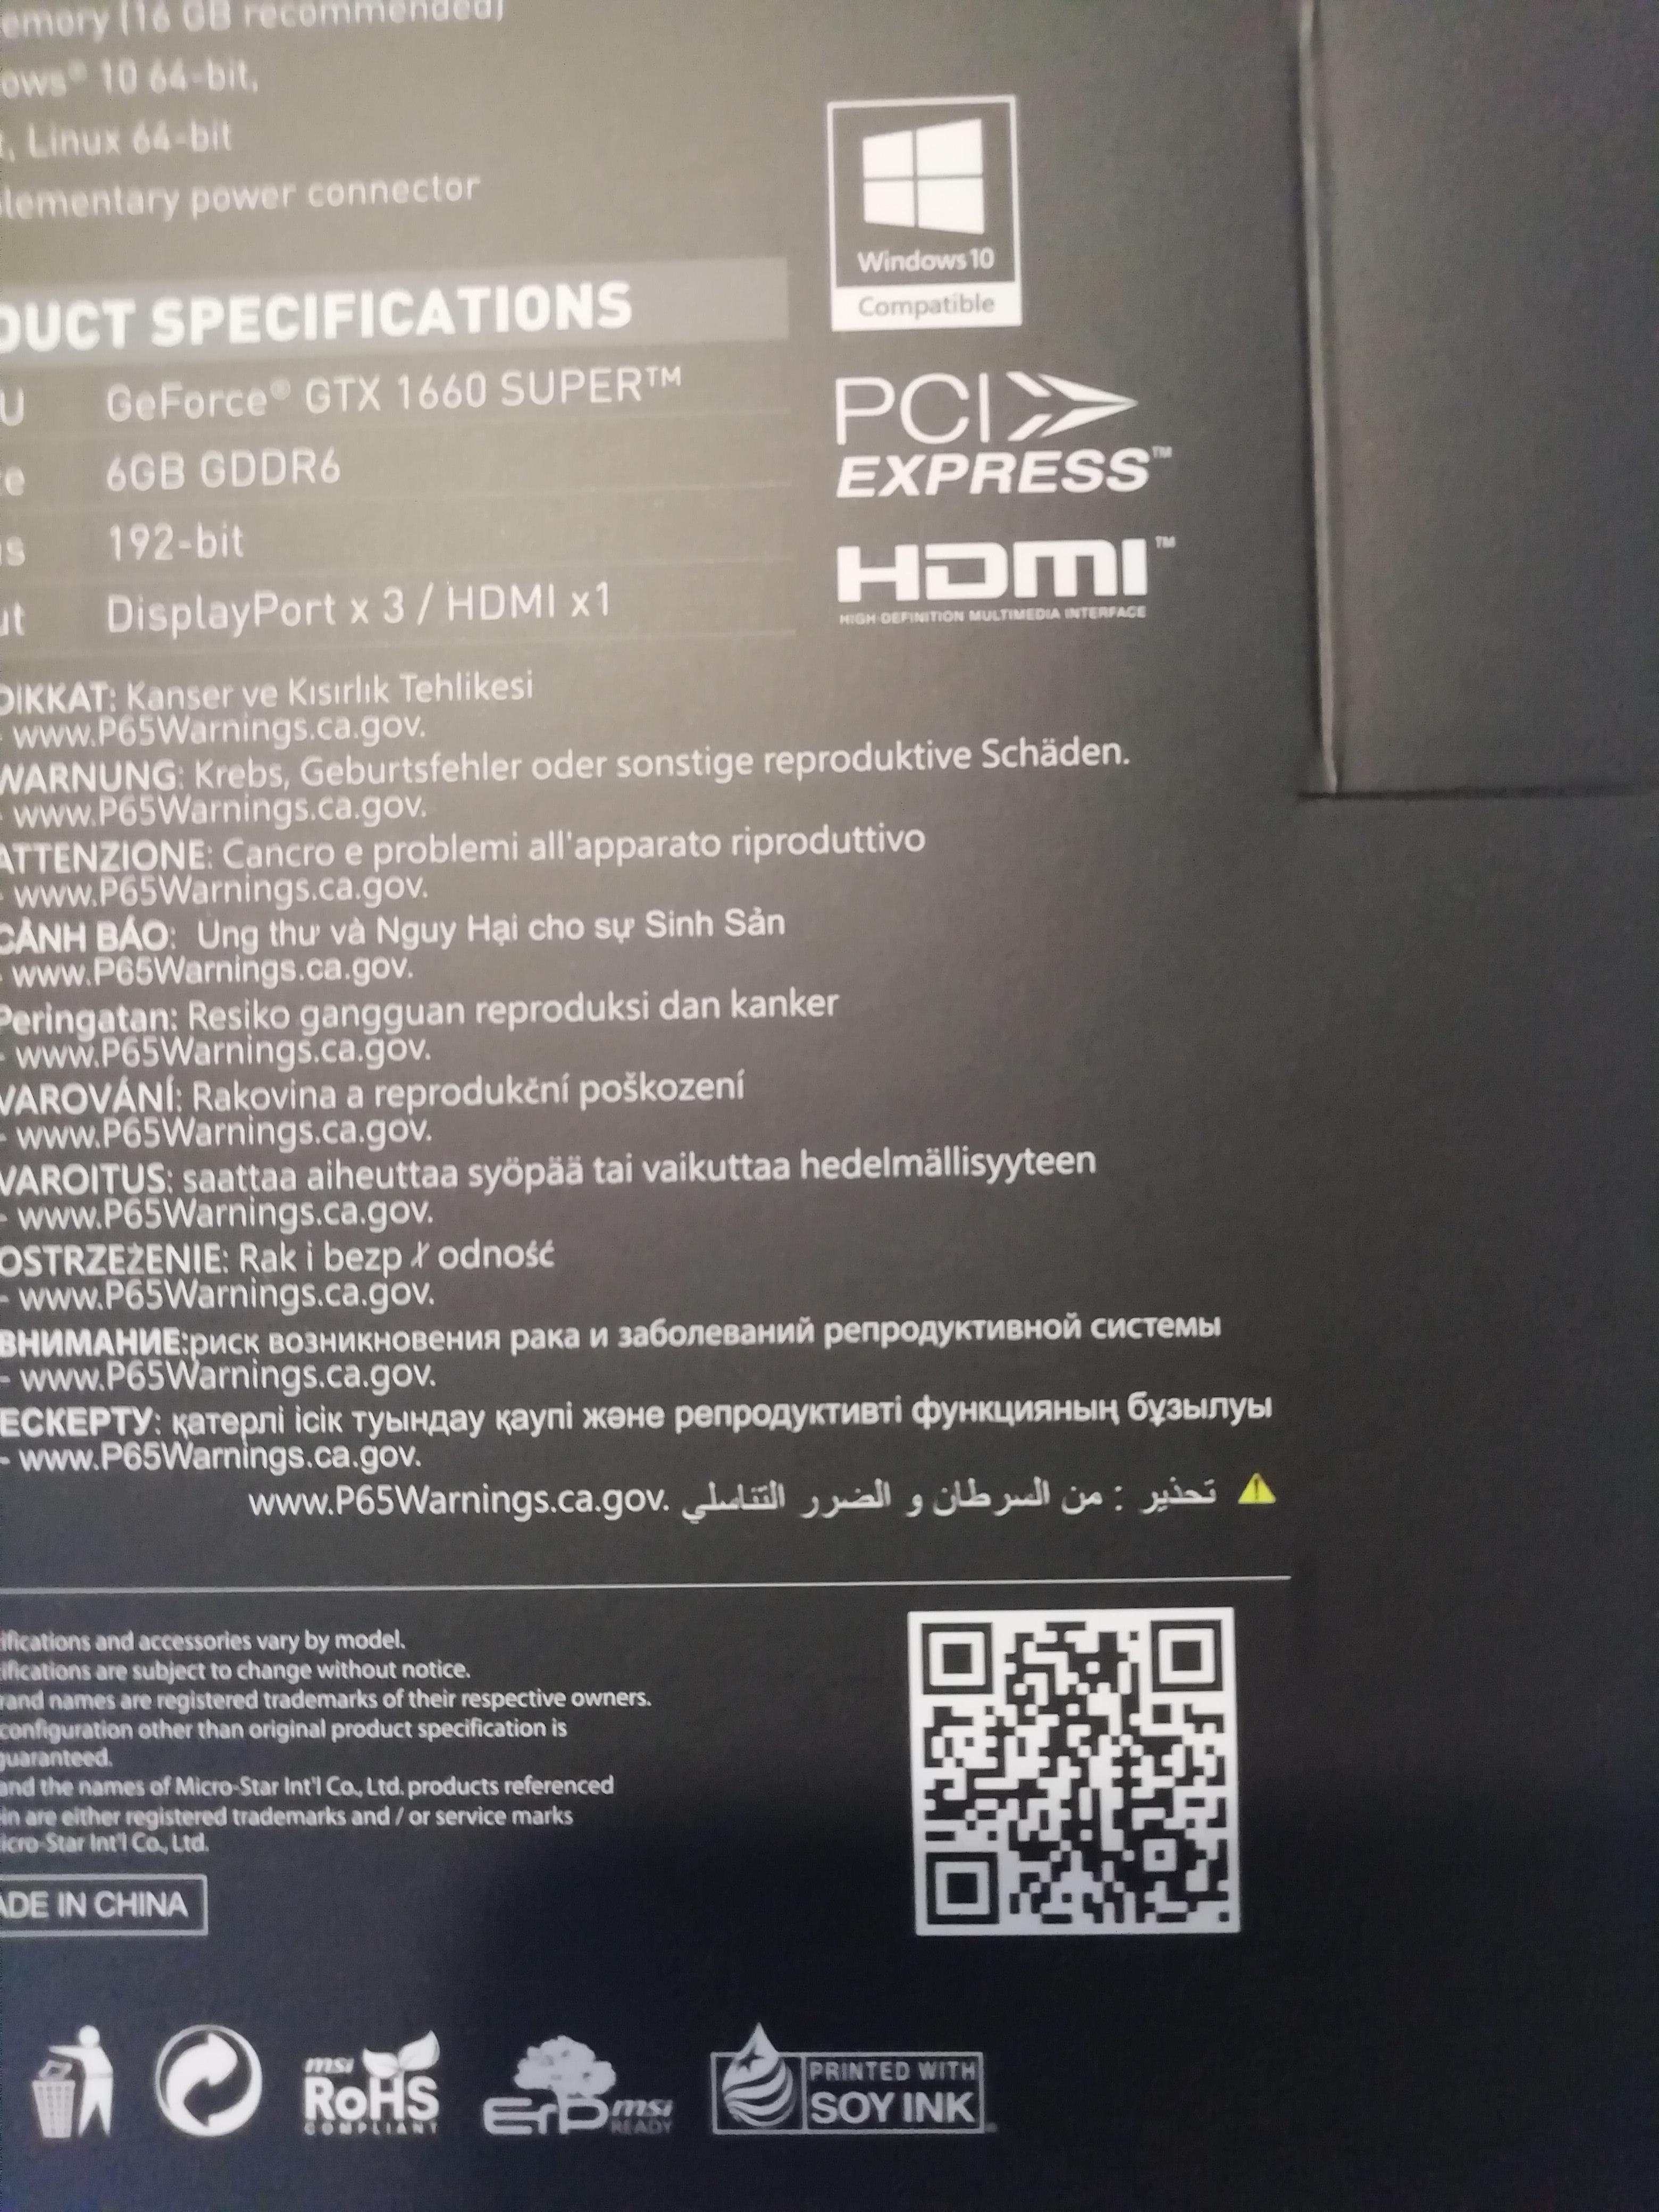 emory (16 GB recommended)
ows® 10 64-bit,
t, Linux 64-bit
lementary power connector
Windows 10
Compatible
DUCT SPECIFICATIONS
U GeForce® GTX 1660 SUPER™
e 6GB GDDR6
s 192-bit
ut DisplayPort x 3 / HDMI x1
PCI
EXPRESS™
HDMI™
HIGH-DEFINITION MULTIMEDIA INTERFACE
DİKKAT: Kanser ve Kısırlık Tehlikesi
- www.P65Warnings.ca.gov.
WARNUNG: Krebs, Geburtsfehler oder sonstige reproduktive Schäden.
- www.P65Warnings.ca.gov.
ATTENZIONE: Cancro e problemi all'apparato riproduttivo
- www.P65Warnings.ca.gov.
CẢNH BÁO: Ung thư và Nguy Hại cho sự Sinh Sản
- www.P65Warnings.ca.gov.
Peringatan: Resiko gangguan reproduksi dan kanker
- www.P65Warnings.ca.gov.
VAROVÁNÍ: Rakovina a reprodukční poškození
- www.P65Warnings.ca.gov.
VAROITUS: saattaa aiheuttaa syöpää tai vaikuttaa hedelmällisyyteen
- www.P65Warnings.ca.gov.
OSTRZEŻENIE: Rak i bezp ł odność
- www.P65Warnings.ca.gov.
ВНИМАНИЕ:риск возникновения рака и заболеваний репродуктивной системы
- www.P65Warnings.ca.gov.
ЕСКЕРТУ: қатерлі ісік туындау қаупі және репродуктивті функцияның бұзылуы
- www.P65Warnings.ca.gov.
تحذير : من السرطان و الضرر التناسلي www.P65Warnings.ca.gov.
ifications and accessories vary by model.
ifications are subject to change without notice.
rand names are registered trademarks of their respective owners.
configuration other than original product specification is
guaranteed.
and the names of Micro-Star Int'l Co., Ltd. products referenced
in are either registered trademarks and / or service marks
icro-Star Int'l Co., Ltd.
ADE IN CHINA
msi
RoHS
COMPLIANT
ErP msi
READY
PRINTED WITH
SOY INK